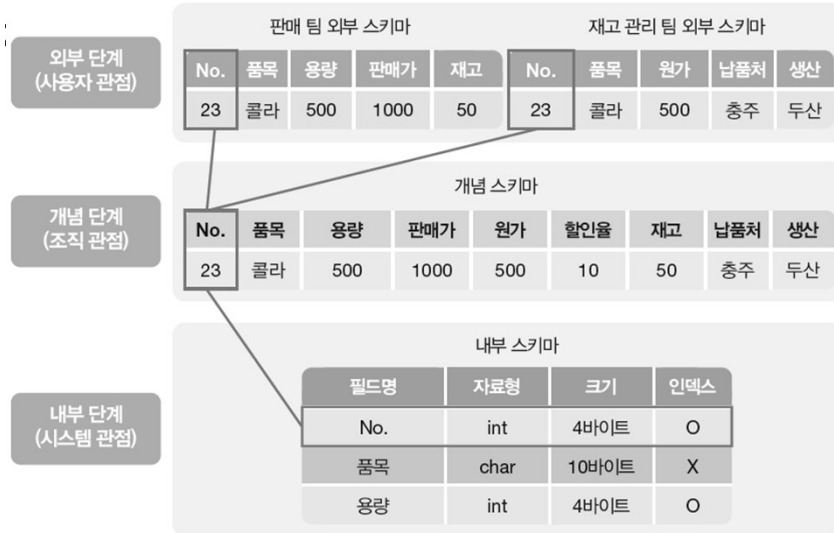 외부 단계
(사용자 관점)
판매 팀 외부 스키마
No. 품목 용량 판매가 재고
23 콜라 500 1000 50
재고 관리 팀 외부 스키마
No. 품목 원가 납품처 생산
23 콜라 500 충주 두산
개념 단계
(조직 관점)
개념 스키마
No. 품목 용량 판매가 원가 할인율 재고 납품처 생산
23 콜라 500 1000 500 10 50 충주 두산
내부 단계
(시스템 관점)
내부 스키마
필드명 자료형 크기 인덱스
No. int 4바이트 O
품목 char 10바이트 X
용량 int 4바이트 O